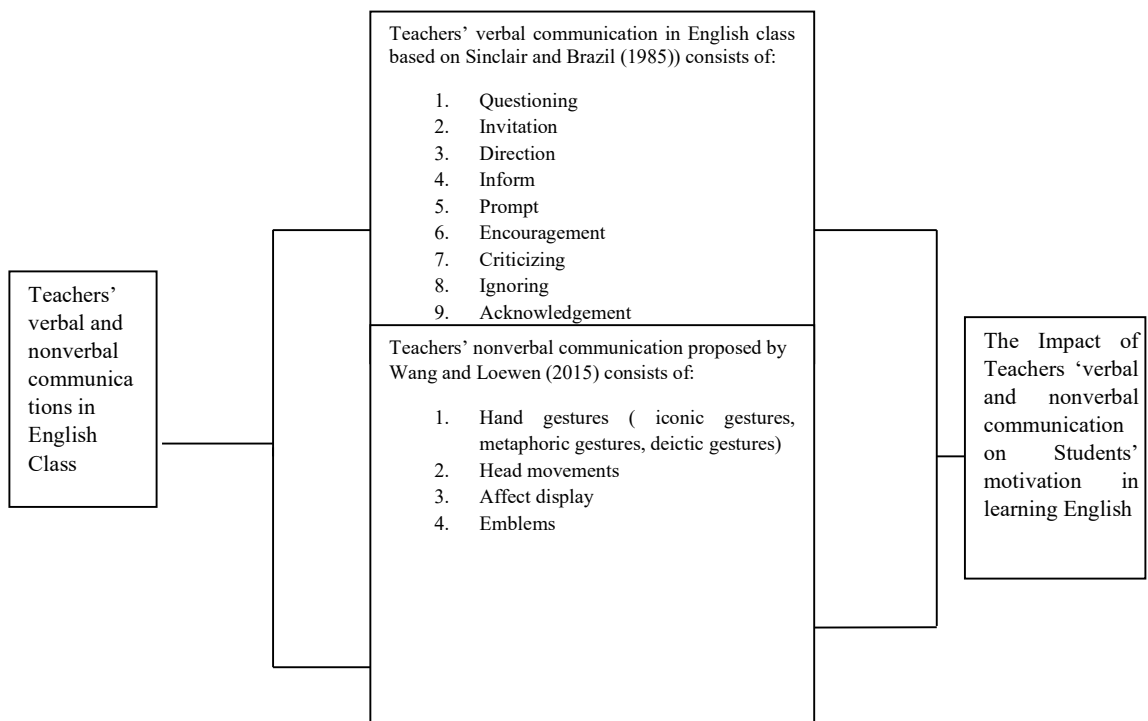 Teachers’
verbal and
nonverbal
communica
tions in
English
Class
Teachers’ verbal communication in English class
based on Sinclair and Brazil (1985)) consists of:
1. Questioning
2. Invitation
3. Direction
4. Inform
5. Prompt
6. Encouragement
7. Criticizing
8. Ignoring
9. Acknowledgement
Teachers’ nonverbal communication proposed by
Wang and Loewen (2015) consists of:
1. Hand gestures ( iconic gestures,
metaphoric gestures, deictic gestures)
2. Head movements
3. Affect display
4. Emblems
The Impact of
Teachers ‘verbal
and nonverbal
communication
on Students’
motivation in
learning English